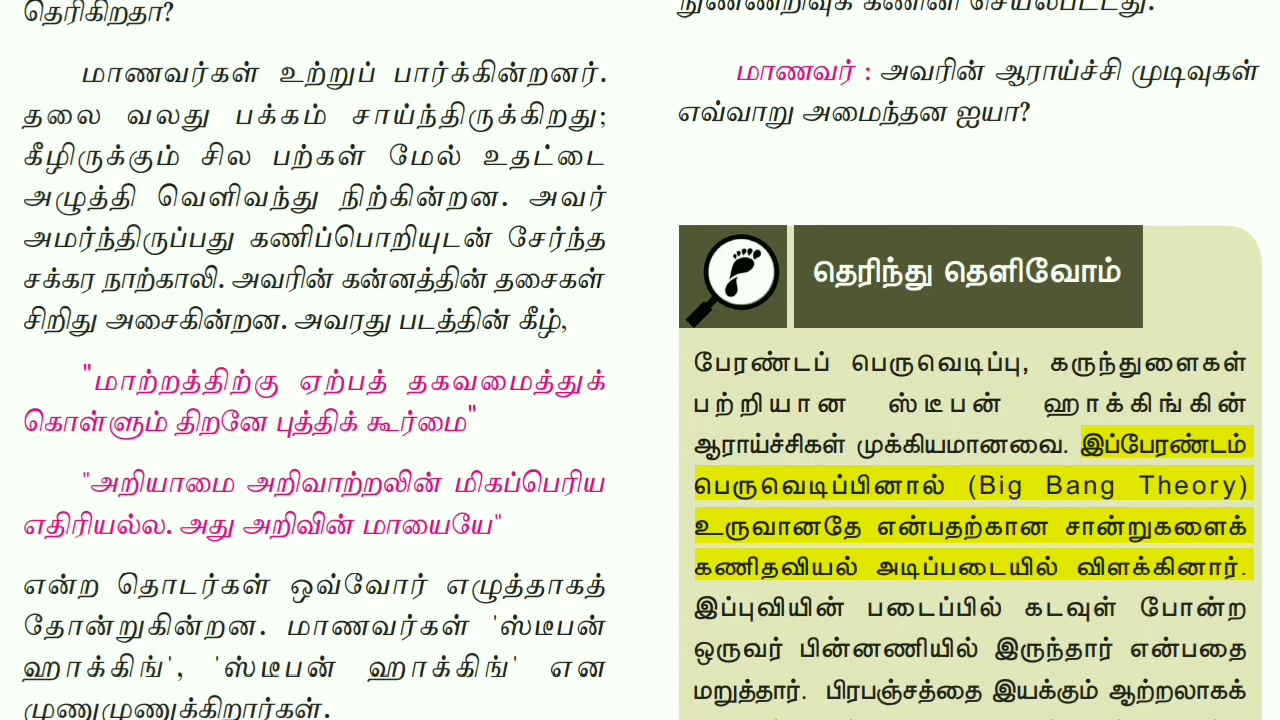 தெரிகிறதா?
மாணவர்கள் உற்றுப் பார்க்கின்றனர்.
தலை வலது பக்கம் சாய்ந்திருக்கிறது;
கீழிருக்கும் சில பற்கள் மேல் உதட்டை
அழுத்தி வெளிவந்து நிற்கின்றன. அவர்
அமர்ந்திருப்பது கணிப்பொறியுடன் சேர்ந்த
சக்கர நாற்காலி. அவரின் கன்னத்தின் தசைகள்
சிறிது அசைகின்றன. அவரது படத்தின் கீழ்,
"மாற்றத்திற்கு ஏற்பத் தகவமைத்துக்
கொள்ளும் திறனே புத்திக் கூர்மை"
"அறியாமை அறிவாற்றலின் மிகப்பெரிய
எதிரியல்ல. அது அறிவின் மாயையே"
என்ற தொடர்கள் ஒவ்வோர் எழுத்தாகத்
தோன்றுகின்றன. மாணவர்கள் 'ஸ்டீபன்
ஹாக்கிங்', 'ஸ்டீபன் ஹாக்கிங்' என
முணுமுணுக்கிறார்கள்.
நுண்ணறிவுக் கணினி செயல்பட்டது.
மாணவர் : அவரின் ஆராய்ச்சி முடிவுகள்
எவ்வாறு அமைந்தன ஐயா?
தெரிந்து தெளிவோம்
பேரண்டப் பெருவெடிப்பு, கருந்துளைகள்
பற்றியான ஸ்டீபன் ஹாக்கிங்கின்
ஆராய்ச்சிகள் முக்கியமானவை. இப்பேரண்டம்
பெருவெடிப்பினால் (Big Bang Theory)
உருவானதே என்பதற்கான சான்றுகளைக்
கணிதவியல் அடிப்படையில் விளக்கினார்.
இப்புவியின் படைப்பில் கடவுள் போன்ற
ஒருவர் பின்னணியில் இருந்தார் என்பதை
மறுத்தார். பிரபஞ்சத்தை இயக்கும் ஆற்றலாகக்